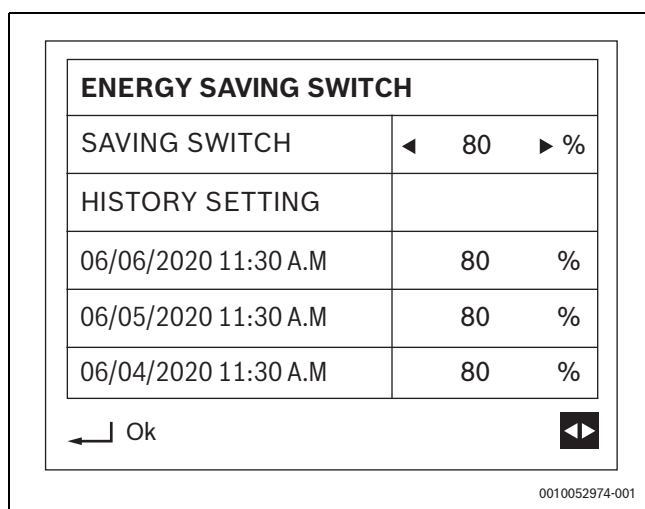 ENERGY SAVING SWITCH
SAVING SWITCH ◀ 80 ▶ %
HISTORY SETTING
06/06/2020 11:30 A.M 80 %
06/05/2020 11:30 A.M 80 %
06/04/2020 11:30 A.M 80 %
Ok
0010052974-001